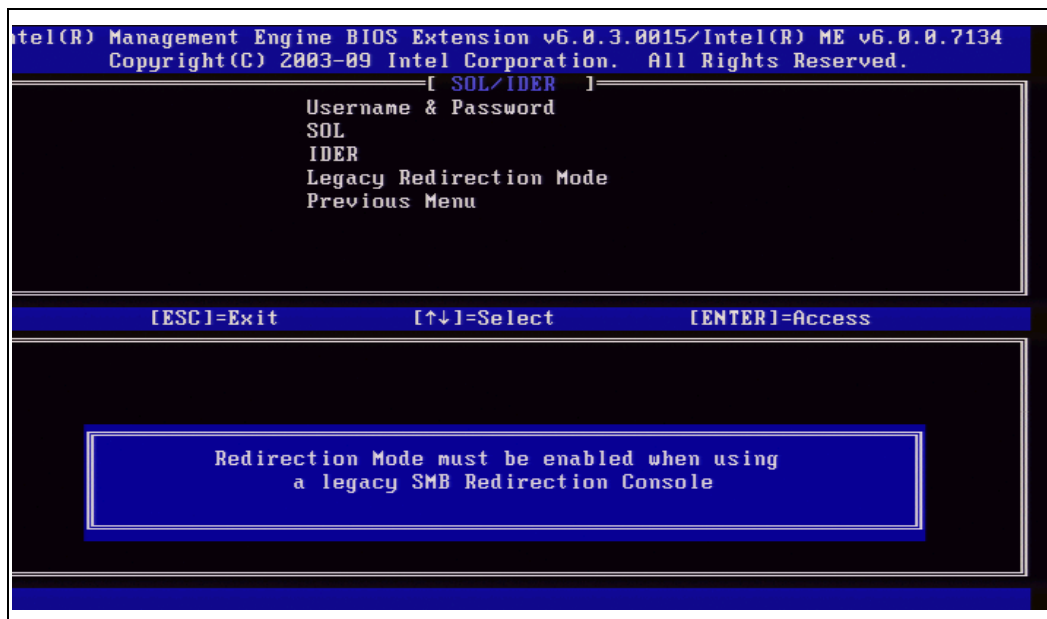 ntel(R) Management Engine BIOS Extension v6.0.3.0015/Intel(R) ME v6.0.0.7134
Copyright(C) 2003-09 Intel Corporation. All Rights Reserved.
[ SOL/IDER ]
Username & Password
SOL
IDER
Legacy Redirection Mode
Previous Menu
[ESC]=Exit [↑↓]=Select [ENTER]=Access
Redirection Mode must be enabled when using
a legacy SMB Redirection Console